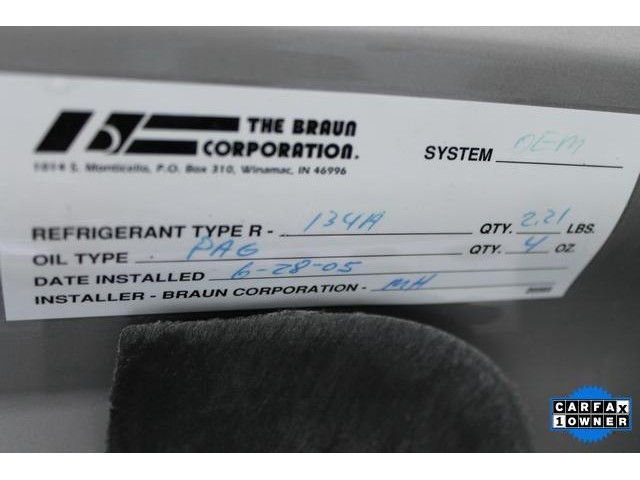 THE BRAUN
CORPORATION.
1014 S. Monticello, P.O. Box 310, Winamac, IN 46996
SYSTEM OEM
REFRIGERANT TYPE R - 134A QTY. 2.21 LBS.
OIL TYPE PAG QTY. 4 OZ.
DATE INSTALLED 6-28-05
INSTALLER - BRAUN CORPORATION - MH
CARFAX
1 OWNER